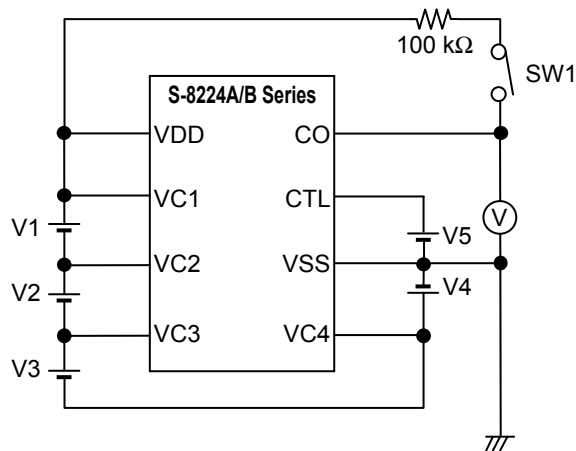 100 kΩ
SW1
S-8224A/B Series
VDD
CO
VC1
CTL
V1
V5
VC2
VSS
V2
V4
VC3
VC4
V3
V